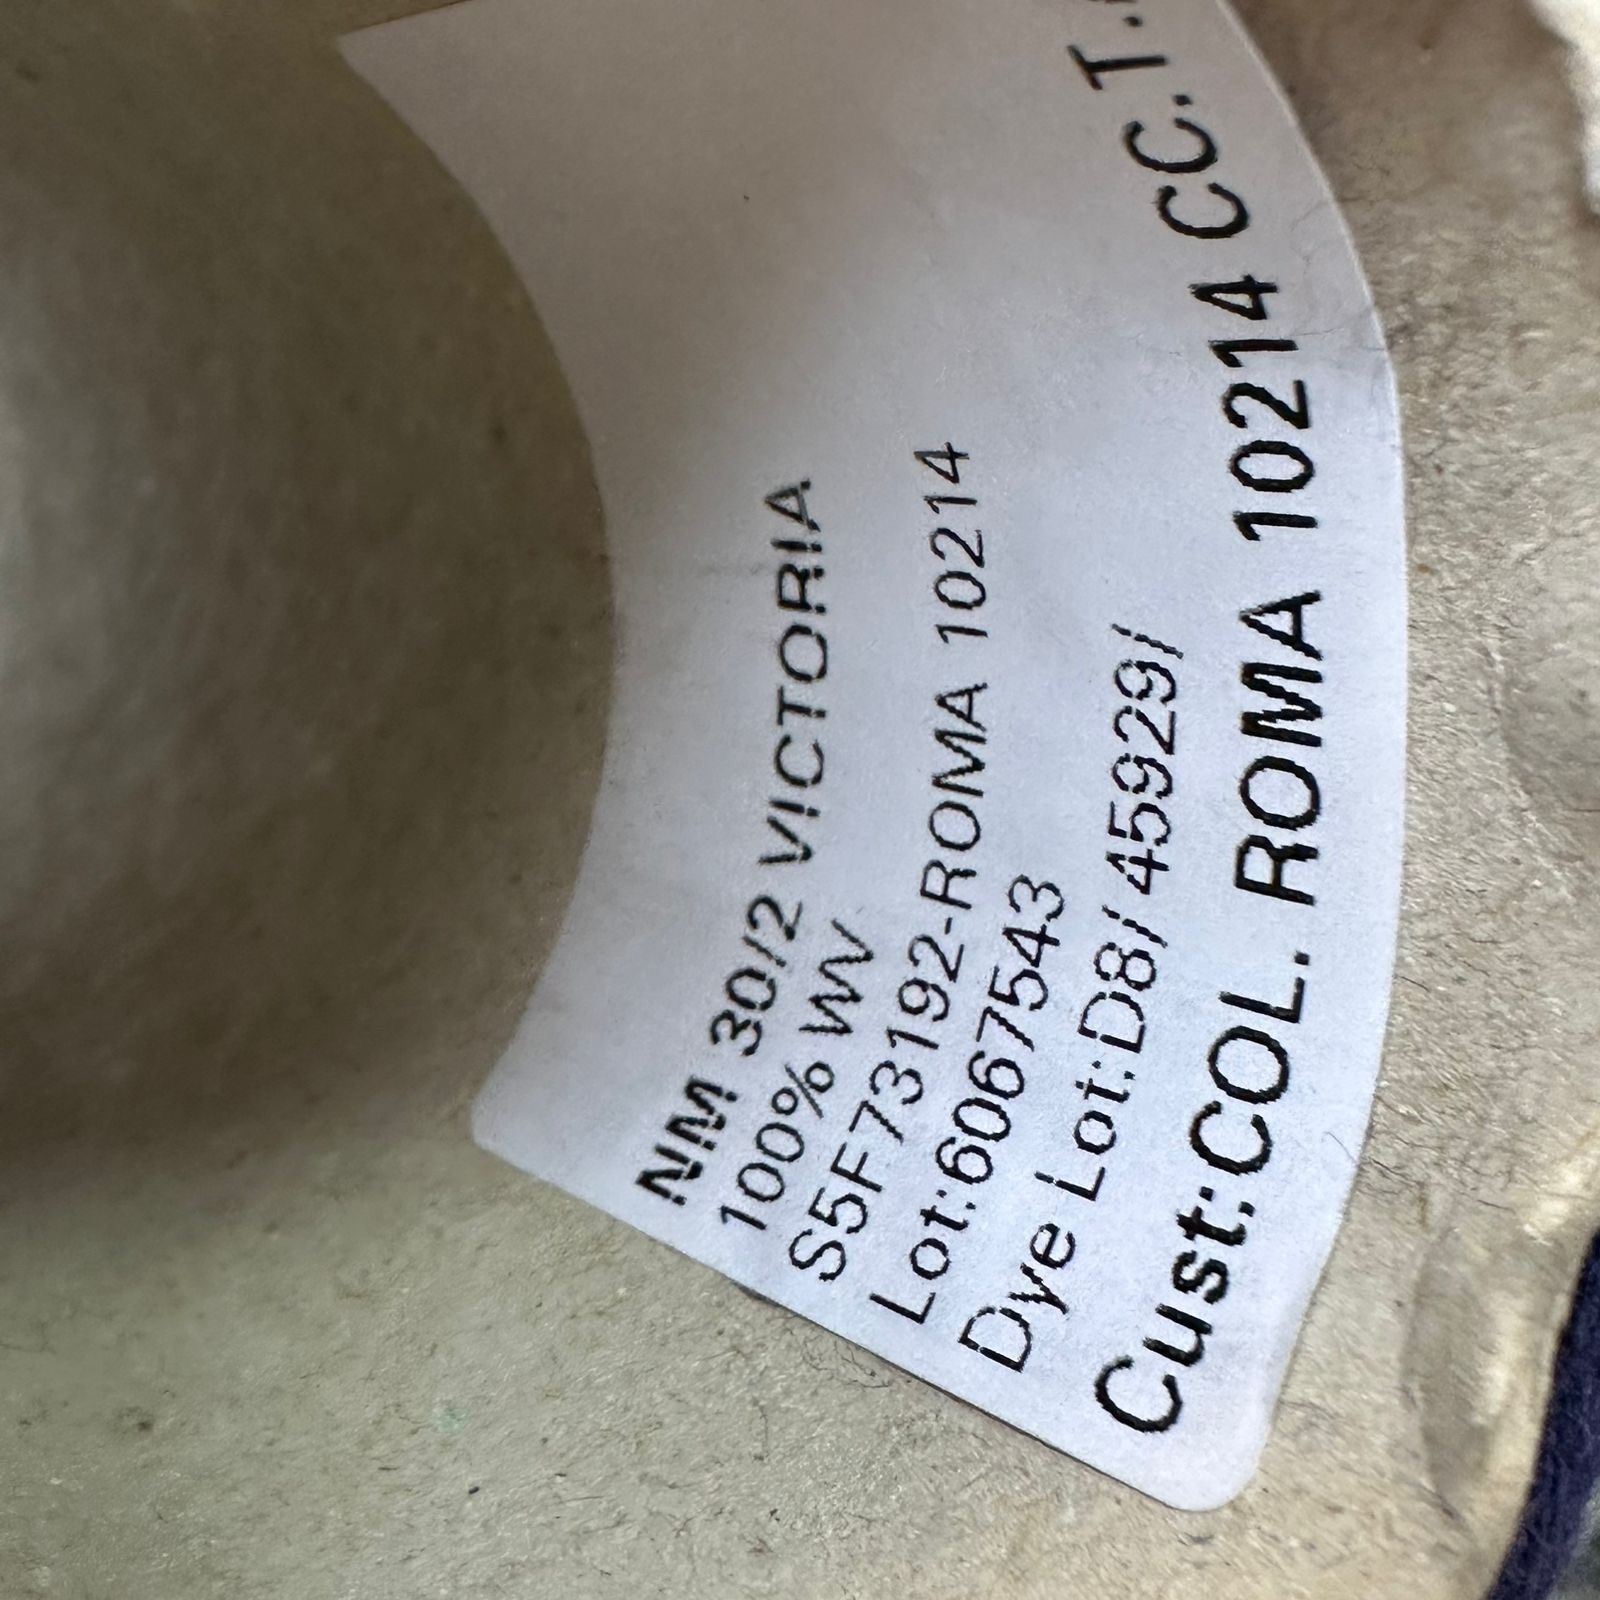 NM 30/2 VICTORIA
100% WV
S5F73192-ROMA 10214
Lot:6067543
Dye Lot:D8/ 45929/
Cust:COL. ROMA 10214 CC.T.